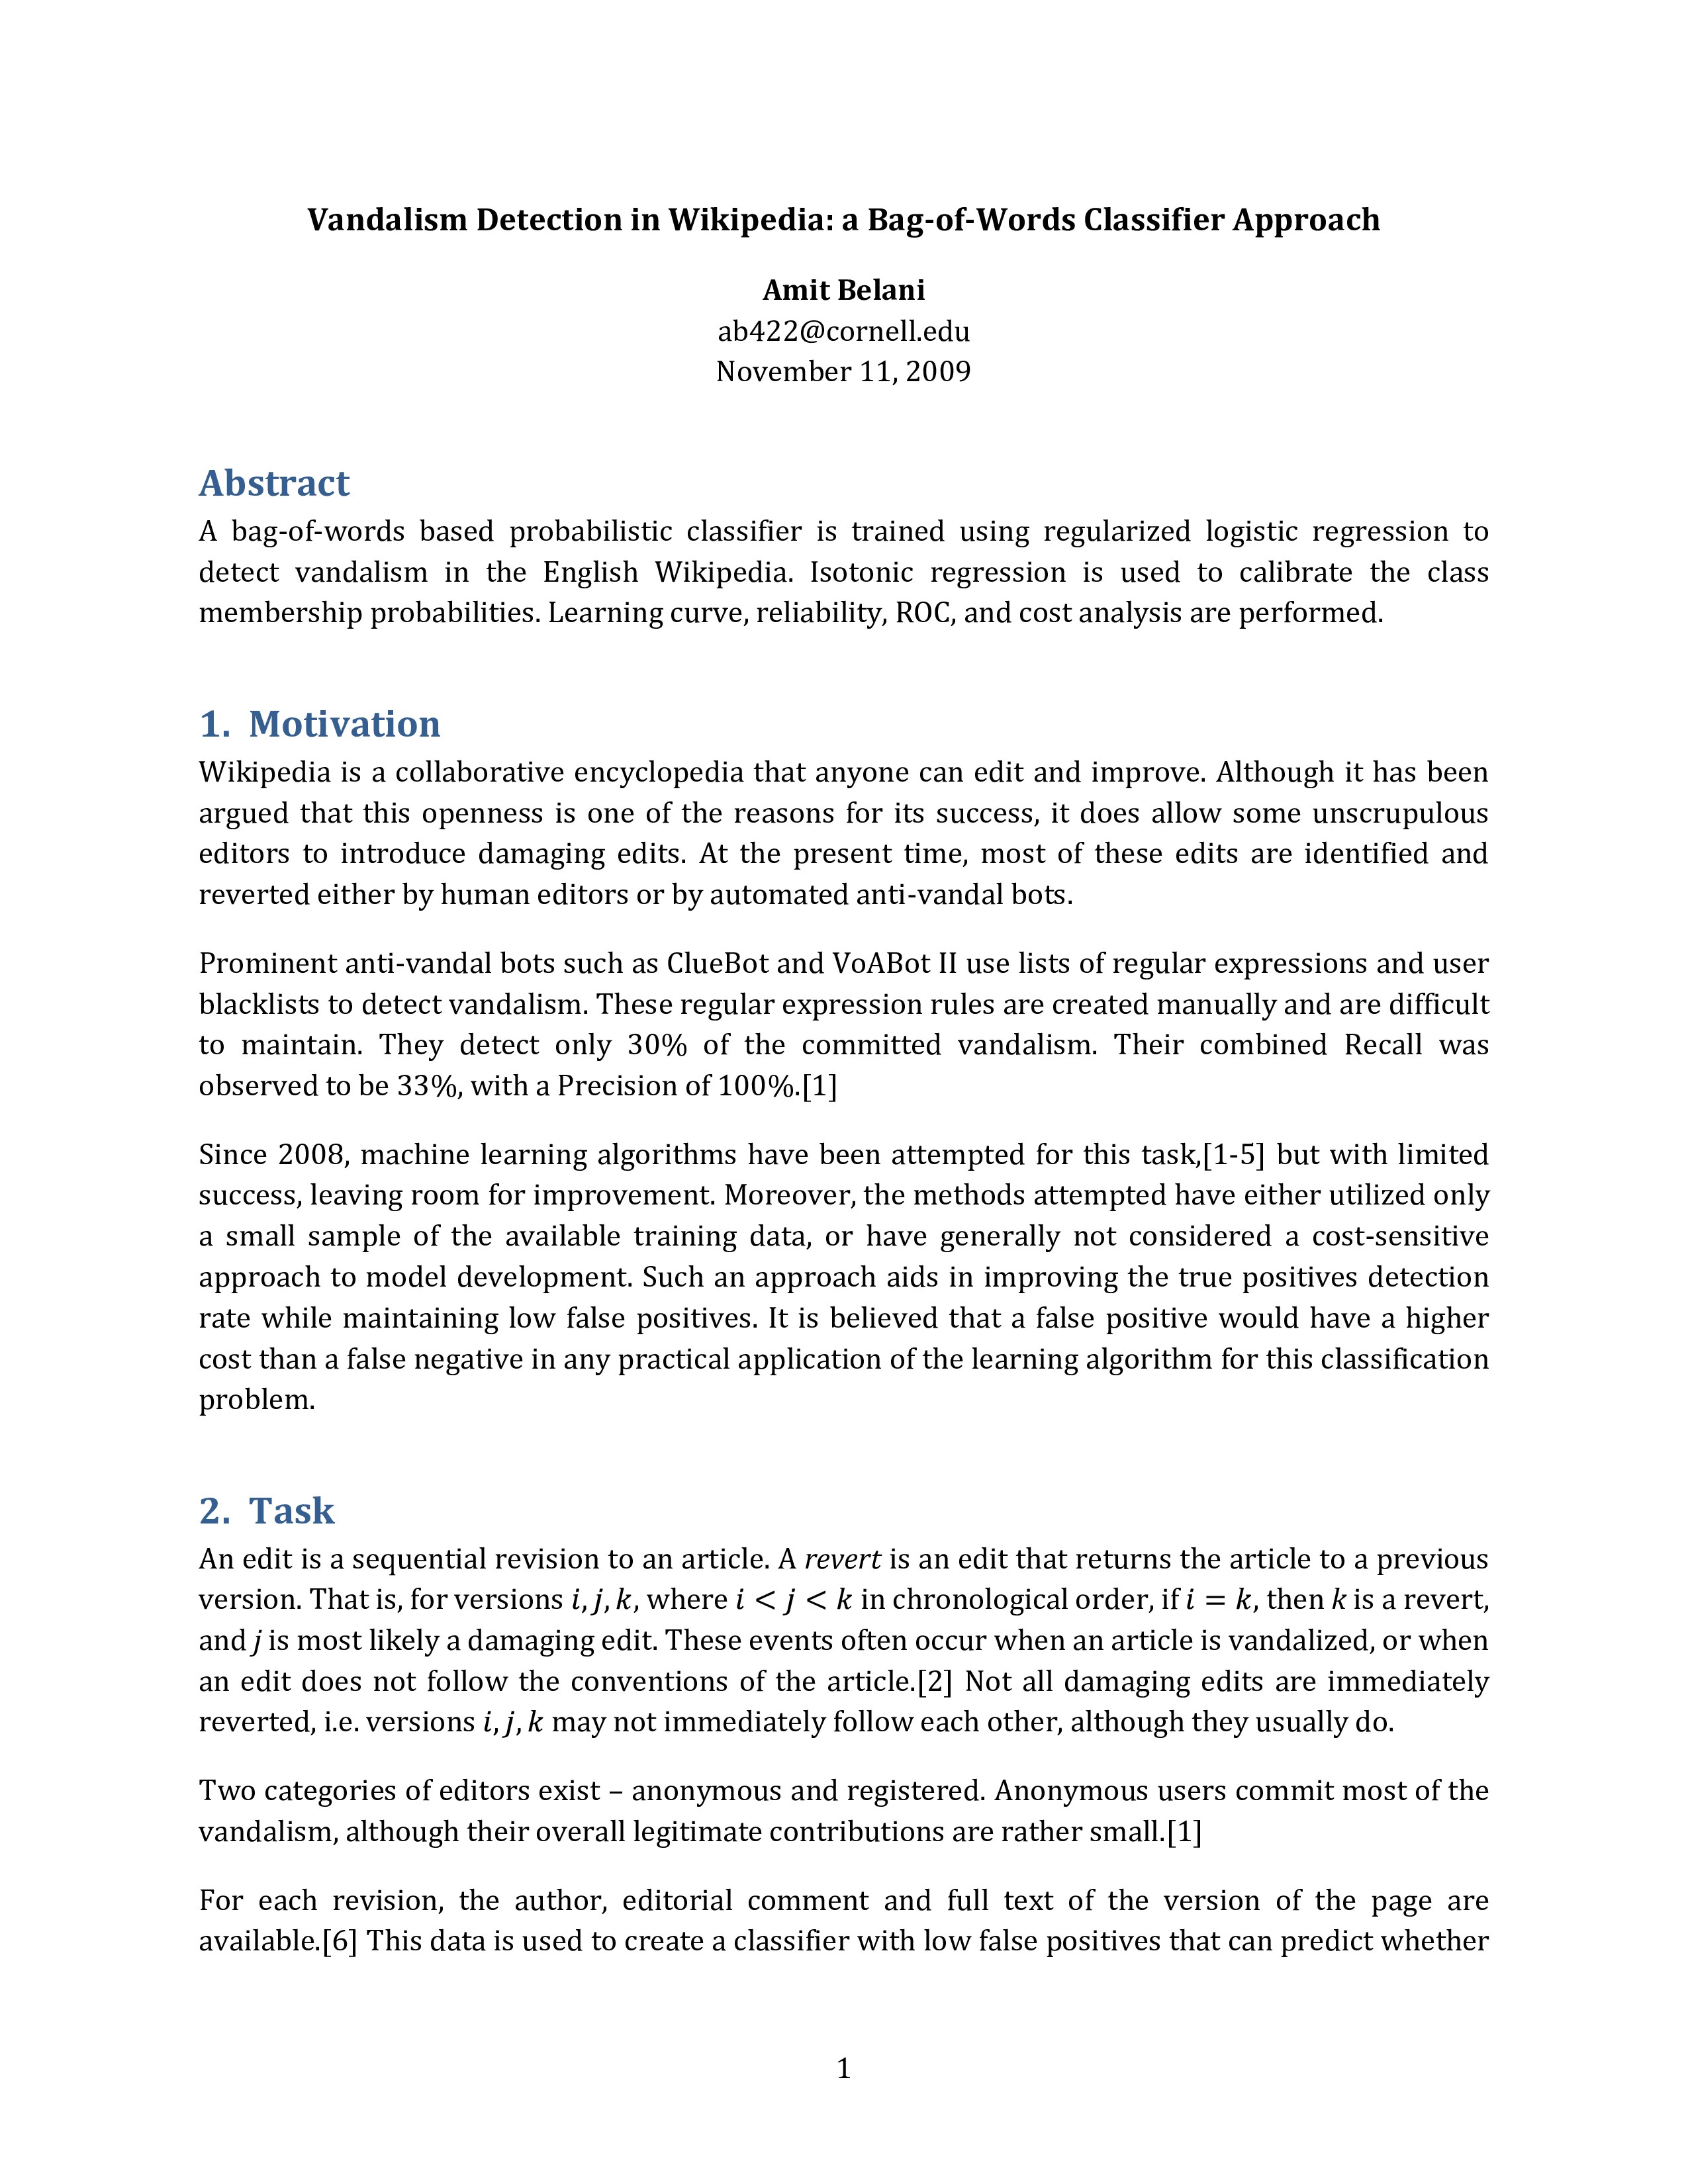 Vandalism Detection in Wikipedia: a Bag-of-Words Classifier Approach
Amit Belani
ab422@cornell.edu
November 11, 2009
Abstract
A bag-of-words based probabilistic classifier is trained using regularized logistic regression to
detect vandalism in the English Wikipedia. Isotonic regression is used to calibrate the class
membership probabilities. Learning curve, reliability, ROC, and cost analysis are performed.
1. Motivation
Wikipedia is a collaborative encyclopedia that anyone can edit and improve. Although it has been
argued that this openness is one of the reasons for its success, it does allow some unscrupulous
editors to introduce damaging edits. At the present time, most of these edits are identified and
reverted either by human editors or by automated anti-vandal bots.
Prominent anti-vandal bots such as ClueBot and VoABot II use lists of regular expressions and user
blacklists to detect vandalism. These regular expression rules are created manually and are difficult
to maintain. They detect only 30% of the committed vandalism. Their combined Recall was
observed to be 33%, with a Precision of 100%.[1]
Since 2008, machine learning algorithms have been attempted for this task,[1-5] but with limited
success, leaving room for improvement. Moreover, the methods attempted have either utilized only
a small sample of the available training data, or have generally not considered a cost-sensitive
approach to model development. Such an approach aids in improving the true positives detection
rate while maintaining low false positives. It is believed that a false positive would have a higher
cost than a false negative in any practical application of the learning algorithm for this classification
problem.
2. Task
An edit is a sequential revision to an article. A revert is an edit that returns the article to a previous
version. That is, for versions i, j, k, where i < j < k in chronological order, if i = k, then k is a revert,
and j is most likely a damaging edit. These events often occur when an article is vandalized, or when
an edit does not follow the conventions of the article.[2] Not all damaging edits are immediately
reverted, i.e. versions i, j, k may not immediately follow each other, although they usually do.
Two categories of editors exist – anonymous and registered. Anonymous users commit most of the
vandalism, although their overall legitimate contributions are rather small.[1]
For each revision, the author, editorial comment and full text of the version of the page are
available.[6] This data is used to create a classifier with low false positives that can predict whether
1